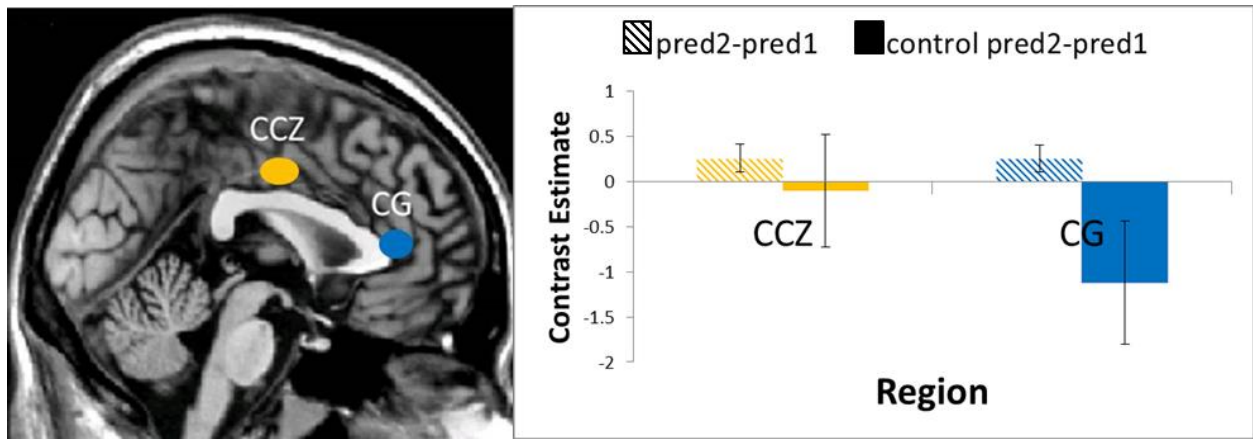 CCZ
CG
pred2-pred1 control pred2-pred1
Contrast Estimate
1
0.5
0
-0.5
-1
-1.5
-2
CCZ CG
Region